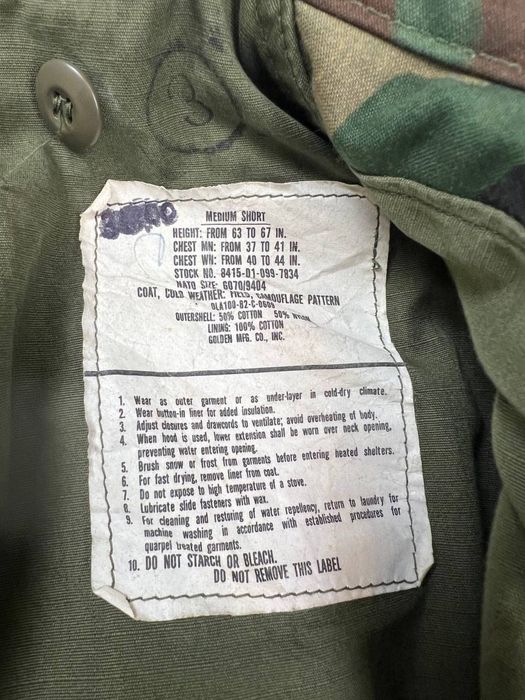 3
MEDIUM SHORT
HEIGHT: FROM 63 TO 67 IN.
CHEST MN: FROM 37 TO 41 IN.
CHEST WN: FROM 40 TO 44 IN.
STOCK NO. 8415-01-099-7834
NATO SIZE: 6070/9404
COAT, COLD WEATHER: FIELD, CAMOUFLAGE PATTERN
DLA100-82-C-0689
OUTERSHELL: 50% COTTON 50% NYLON
LINING: 100% COTTON
GOLDEN MFG. CO., INC.
1. Wear as outer garment or as under-layer in cold-dry climate.
2. Wear button-in liner for added insulation.
3. Adjust closures and drawcords to ventilate; avoid overheating of body.
4. When hood is used, lower extension shall be worn over neck opening,
preventing water entering opening.
5. Brush snow or frost from garments before entering heated shelters.
6. For fast drying, remove liner from coat.
7. Do not expose to high temperature of a stove.
8. Lubricate slide fasteners with wax.
9. For cleaning and restoring of water repellency, return to laundry for
machine washing in accordance with established procedures for
quarpel treated garments.
10. DO NOT STARCH OR BLEACH.
DO NOT REMOVE THIS LABEL